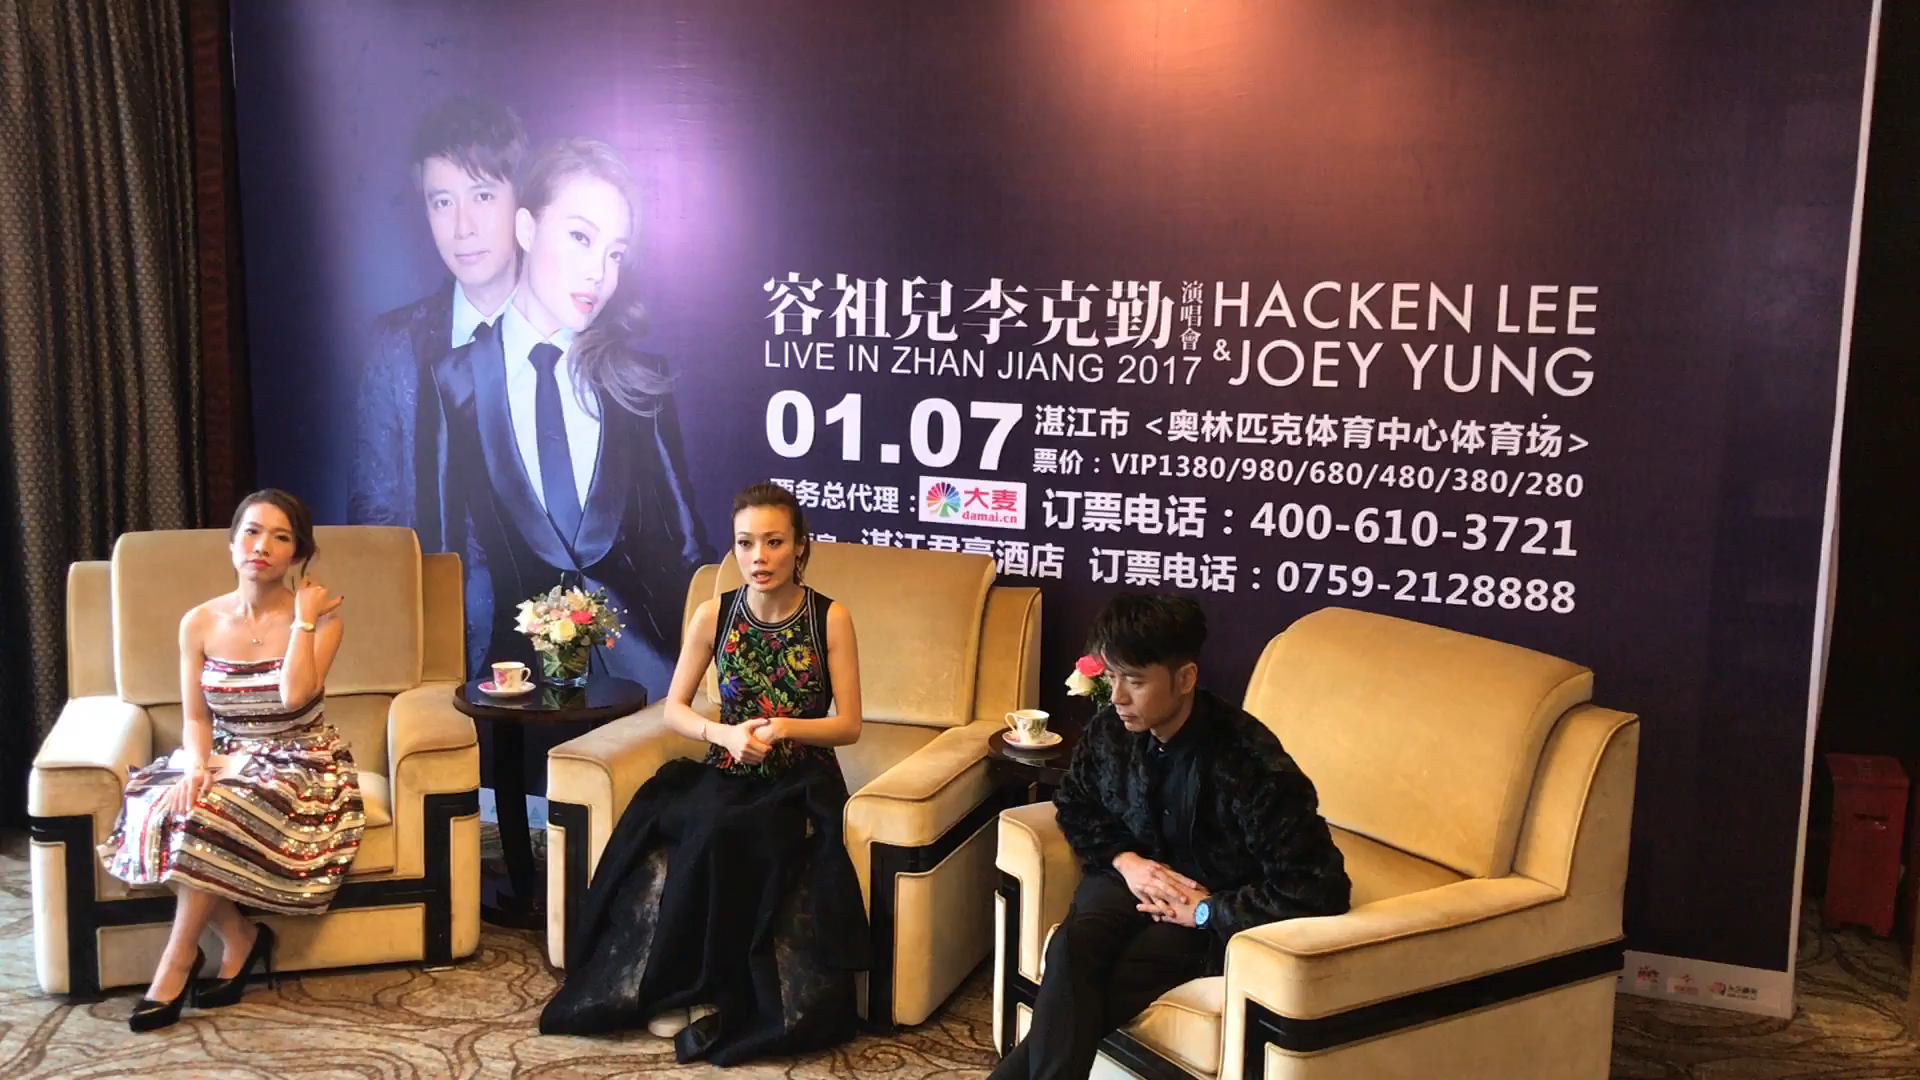 容祖兒李克勤 演唱會 HACKEN LEE
LIVE IN ZHAN JIANG 2017 & JOEY YUNG
01.07 湛江市 <奥林匹克体育中心体育场>
票价：VIP1380/980/680/480/380/280
票务总代理：大麦 damai.cn 订票电话：400-610-3721
湛江君豪酒店 订票电话：0759-2128888